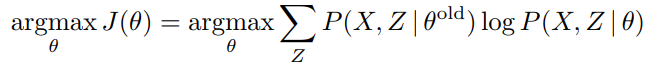 argmax_θ J(θ) = argmax_θ ∑_Z P(X, Z | θ^old) log P(X, Z | θ)